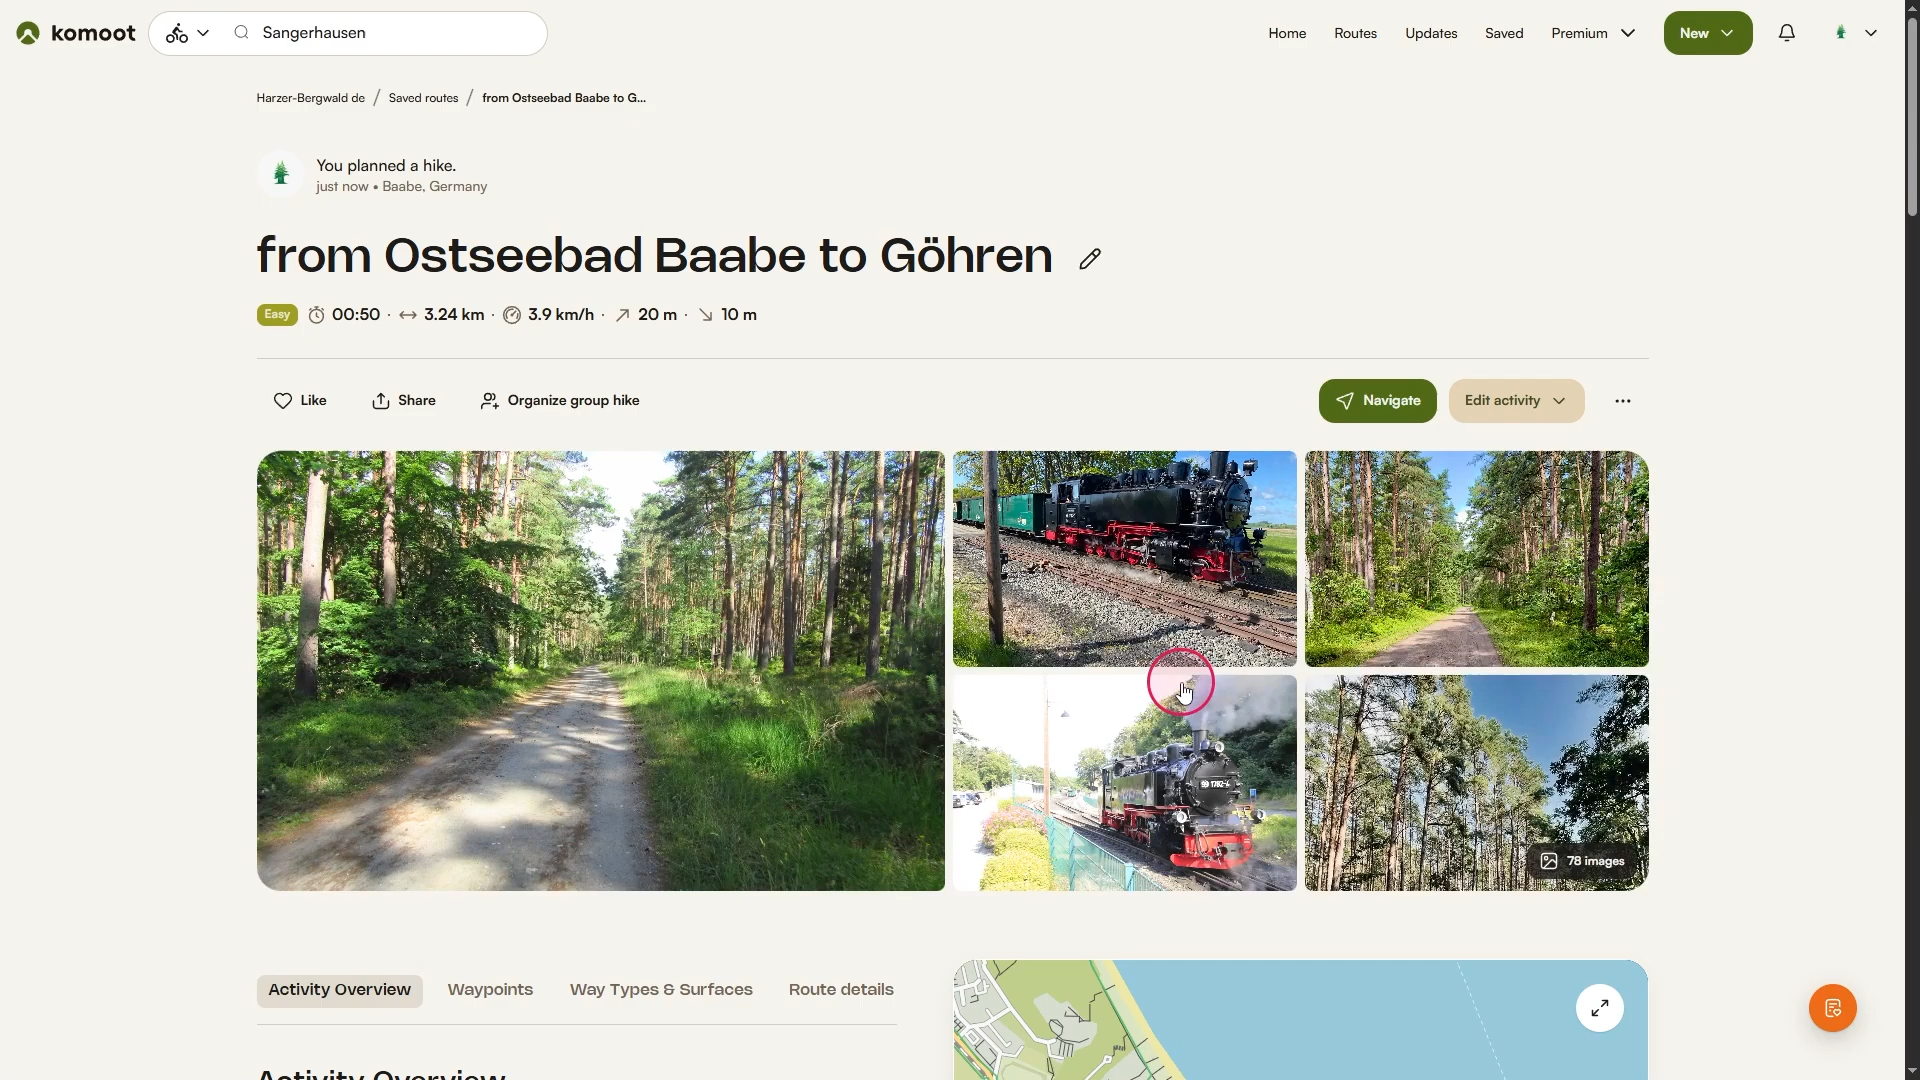 komoot
Sangerhausen
Home Routes Updates Saved Premium New
Harzer-Bergwald de / Saved routes / from Ostseebad Baabe to G...
You planned a hike.
just now • Baabe, Germany
from Ostseebad Baabe to Göhren
Easy 00:50 · 3.24 km · 3.9 km/h · 20 m · 10 m
Like Share Organize group hike Navigate Edit activity
78 images
Activity Overview Waypoints Way Types & Surfaces Route details
Activity Overview